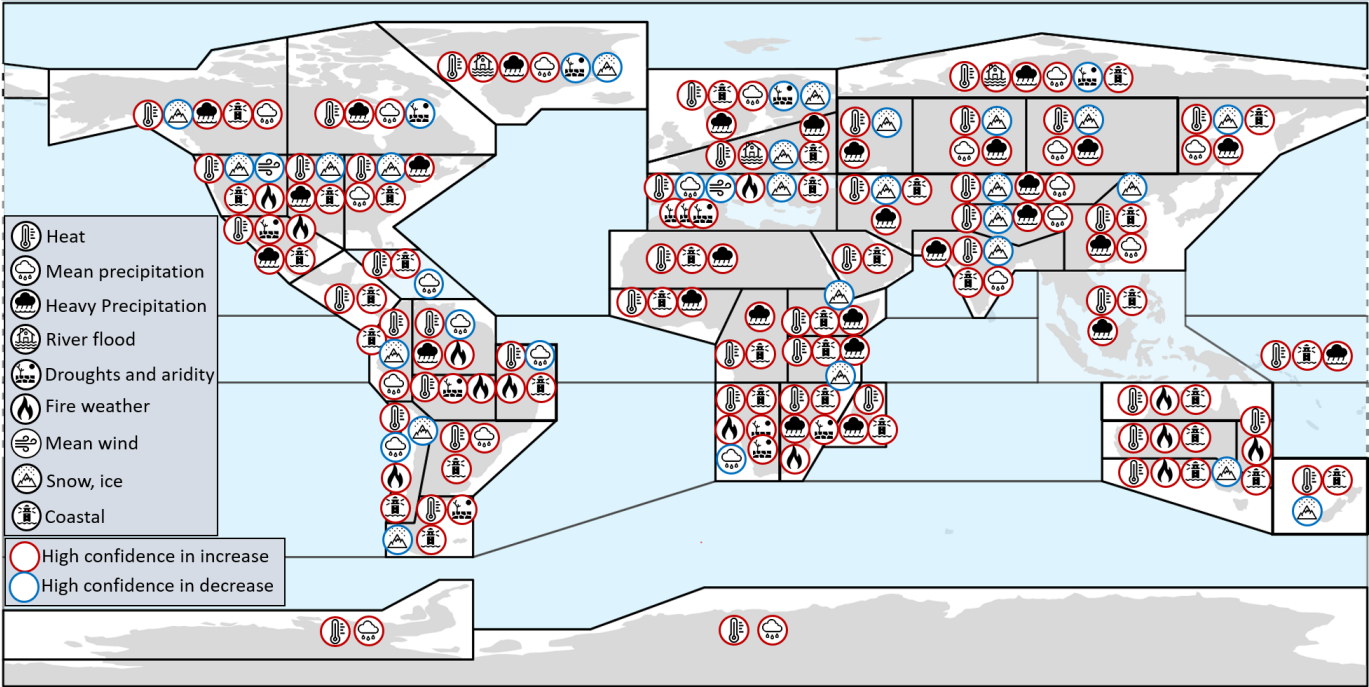 Heat
Mean precipitation
Heavy Precipitation
River flood
Droughts and aridity
Fire weather
Mean wind
Snow, ice
Coastal
High confidence in increase
High confidence in decrease